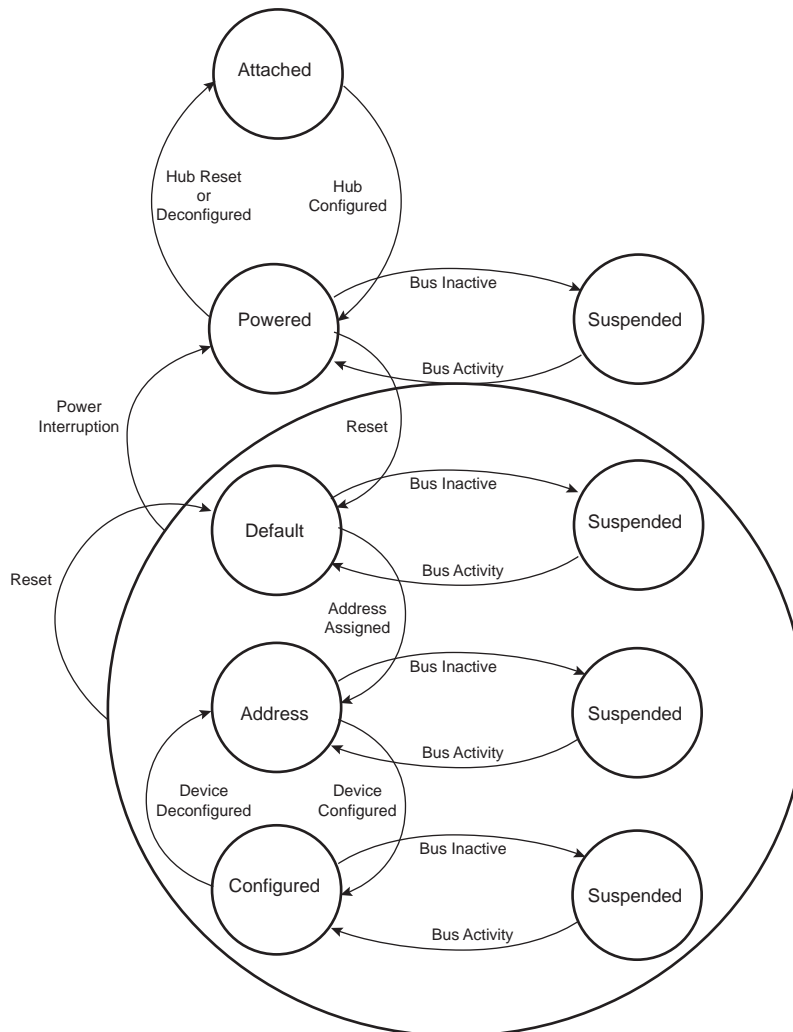 Attached
Hub Reset
or
Deconfigured
Hub
Configured
Bus Inactive
Powered
Suspended
Bus Activity
Power
Interruption
Reset
Bus Inactive
Default
Suspended
Bus Activity
Reset
Address
Assigned
Bus Inactive
Address
Suspended
Bus Activity
Device
Deconfigured
Device
Configured
Bus Inactive
Configured
Suspended
Bus Activity